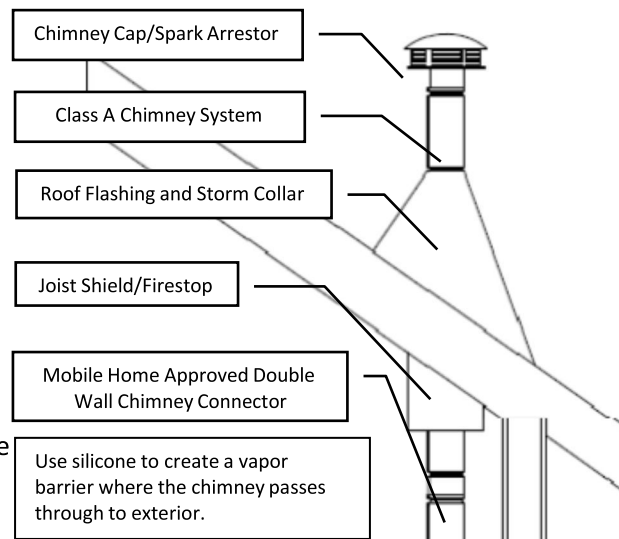 Chimney Cap/Spark Arrestor
Class A Chimney System
Roof Flashing and Storm Collar
Joist Shield/Firestop
Mobile Home Approved Double
Wall Chimney Connector
e
Use silicone to create a vapor
barrier where the chimney passes
through to exterior.